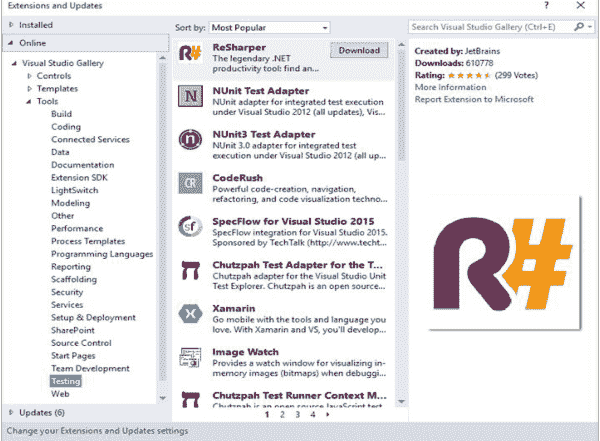 Extensions and Updates
?
Installed
Online
Visual Studio Gallery
Controls
Templates
Tools
Build
Coding
Connected Services
Data
Documentation
Extension SDK
LightSwitch
Modeling
Other
Performance
Process Templates
Programming Languages
Reporting
Scaffolding
Security
Services
Setup & Deployment
SharePoint
Source Control
Start Pages
Team Development
Testing
Web
Updates (6)
Sort by: Most Popular
ReSharper
The legendary .NET
productivity tool: find an...
Download
NUnit Test Adapter
NUnit adapter for integrated test execution
under Visual Studio 2012 (all updates), Vis...
NUnit3 Test Adapter
NUnit 3.0 adapter for integrated test
execution under Visual Studio 2012 (all up...
CodeRush
Powerful code-creation, navigation,
refactoring, and code visualization techno...
SpecFlow for Visual Studio 2015
SpecFlow integration for Visual Studio 2015.
Sponsored by TechTalk (http://www.techt...
Chutzpah Test Adapter for the T...
Chutzpah adapter for the Visual Studio Unit
Test Explorer. Chutzpah is an open source...
Xamarin
Go mobile with the tools and language you
love. With Xamarin and VS, you'll develop...
Image Watch
Provides a watch window for visualizing in-
memory images (bitmaps) when debuggi...
Chutzpah Test Runner Context M...
Chutzpah is an open source JavaScript test
1 2 3 4
Search Visual Studio Gallery (Ctrl+E)
Created by: JetBrains
Downloads: 610778
Rating: (299 Votes)
More Information
Report Extension to Microsoft
R#
Change your Extensions and Updates settings